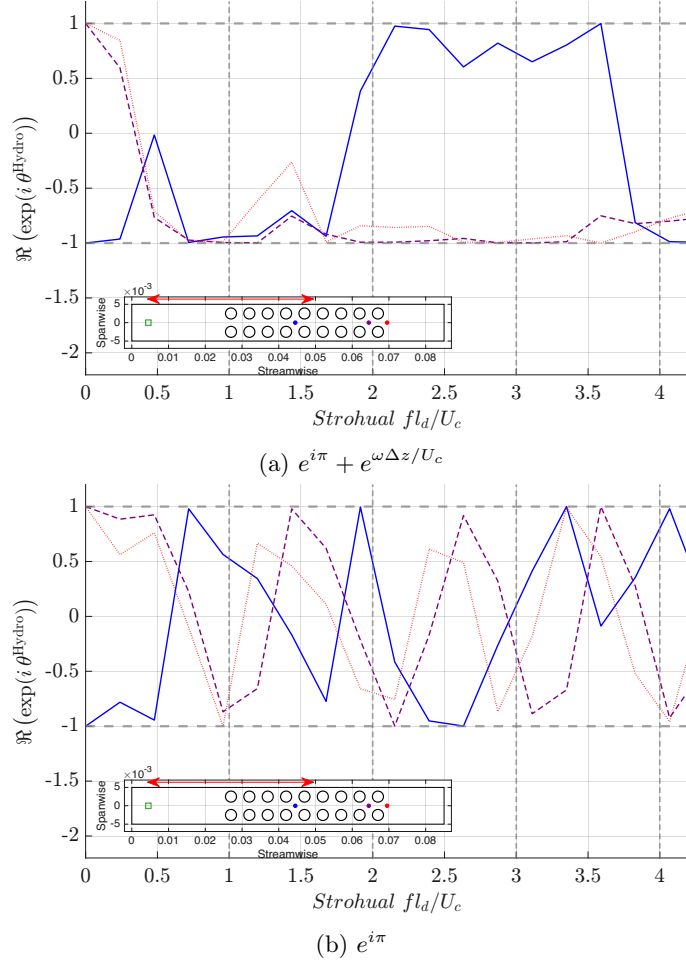 1
0.5
0
-0.5
-1
-1.5
-2
ℜ(exp(i θ^Hydro))
×10^-3
5
0
-5
Spanwise
0 0.01 0.02 0.03 0.04 0.05 0.06 0.07 0.08
Streamwise
0 0.5 1 1.5 2 2.5 3 3.5 4
Strohual fl_d/U_c
(a) e^{iπ} + e^{ωΔz/U_c}
1
0.5
0
-0.5
-1
-1.5
-2
ℜ(exp(i θ^Hydro))
×10^-3
5
0
-5
Spanwise
0 0.01 0.02 0.03 0.04 0.05 0.06 0.07 0.08
Streamwise
0 0.5 1 1.5 2 2.5 3 3.5 4
Strohual fl_d/U_c
(b) e^{iπ}